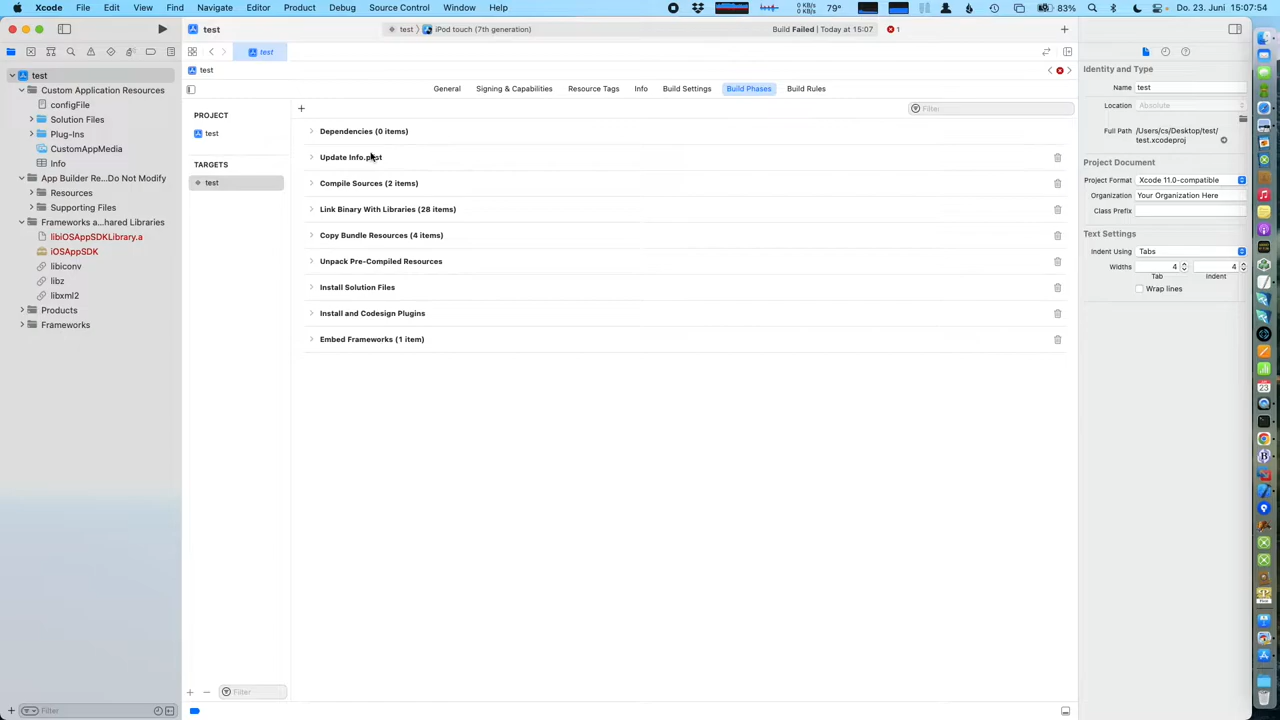 Xcode File Edit View Find Navigate Editor Product Debug Source Control Window Help
0 KB/s
0 KB/s
79°
83%
Do. 23. Juni 15:07:54
test
test
iPod touch (7th generation)
Build Failed | Today at 15:07
1
test
test
General
Signing & Capabilities
Resource Tags
Info
Build Settings
Build Phases
Build Rules
Filter
test
Custom Application Resources
configFile
Solution Files
Plug-Ins
CustomAppMedia
Info
App Builder Re...Do Not Modify
Resources
Supporting Files
Frameworks a...hared Libraries
libiOSAppSDKLibrary.a
iOSAppSDK
libiconv
libz
libxml2
Products
Frameworks
Filter
PROJECT
test
TARGETS
test
Filter
Dependencies (0 items)
Update Info.plist
Compile Sources (2 items)
Link Binary With Libraries (28 items)
Copy Bundle Resources (4 items)
Unpack Pre-Compiled Resources
Install Solution Files
Install and Codesign Plugins
Embed Frameworks (1 item)
Identity and Type
Name test
Location Absolute
Full Path /Users/cs/Desktop/test/
test.xcodeproj
Project Document
Project Format Xcode 11.0-compatible
Organization Your Organization Here
Class Prefix
Text Settings
Indent Using Tabs
Widths 4 4
Tab Indent
Wrap lines
23